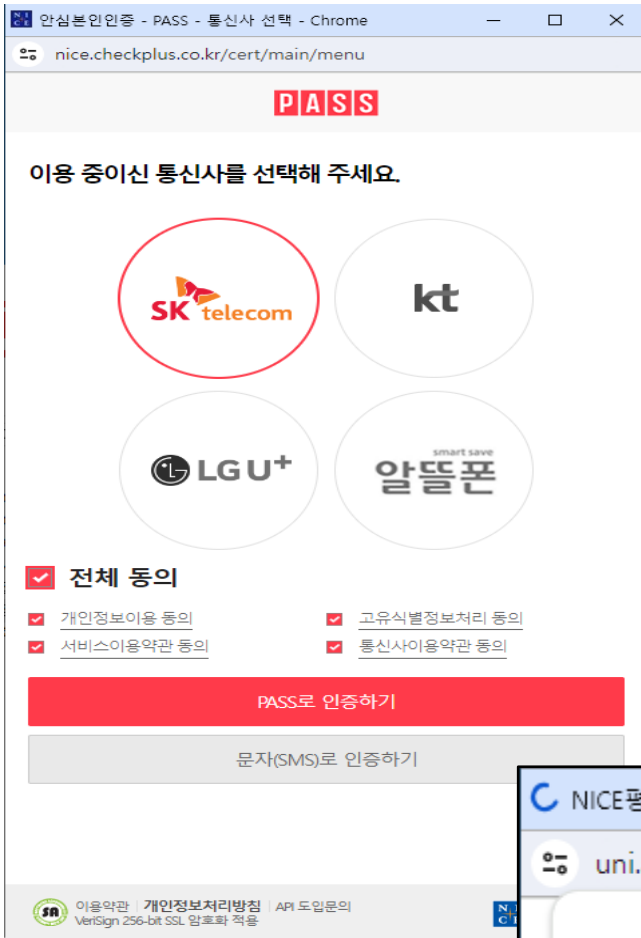 안심본인인증 - PASS - 통신사 선택 - Chrome
nice.checkplus.co.kr/cert/main/menu
PASS
이용 중이신 통신사를 선택해 주세요.
SK telecom
kt
LG U+
smart save
알뜰폰
전체 동의
개인정보이용 동의 고유식별정보처리 동의
서비스이용약관 동의 통신사이용약관 동의
PASS로 인증하기
문자(SMS)로 인증하기
NICE평
uni.
이용약관 개인정보처리방침 API 도입문의
VeriSign 256-bit SSL 암호화 적용